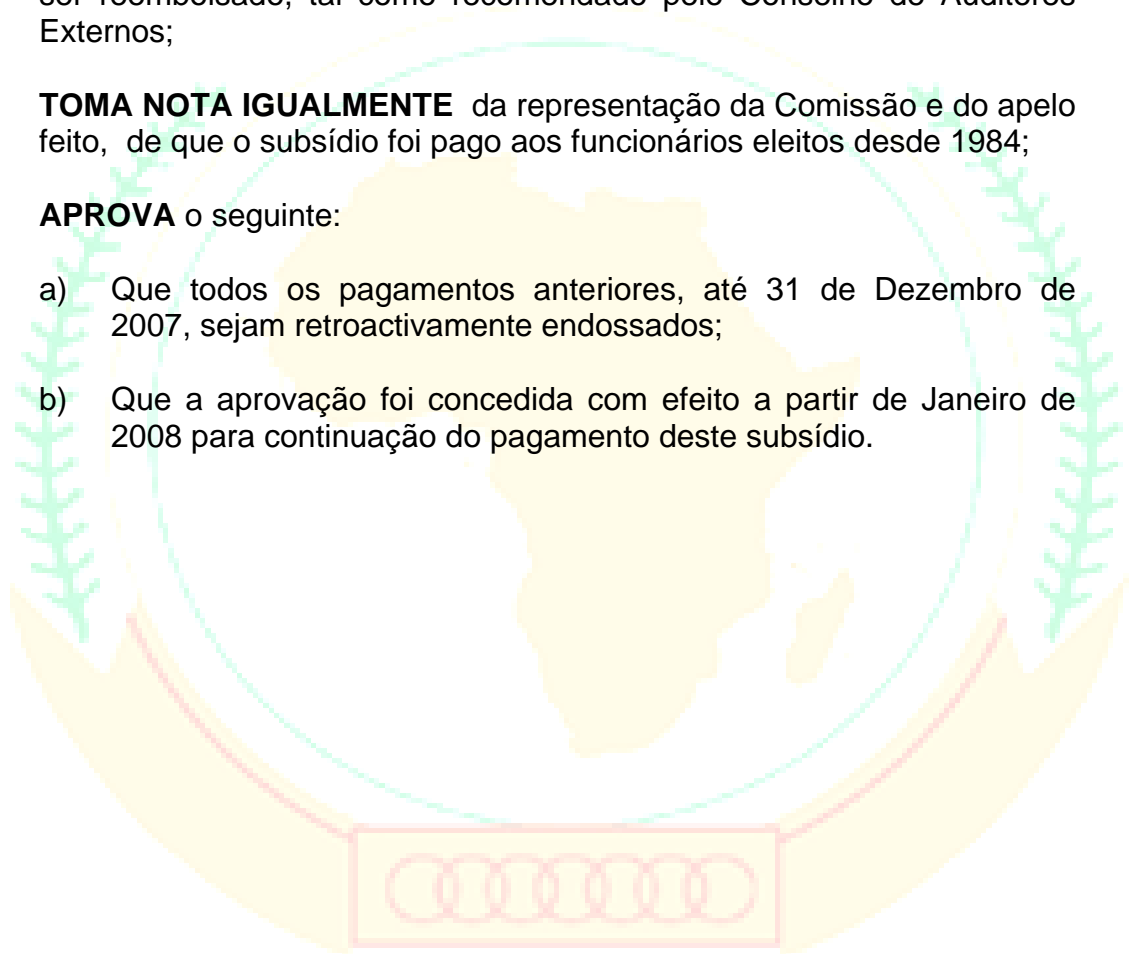 ser reembolsado, tal como recomendado pelo Conselho de Auditores
Externos;
TOMA NOTA IGUALMENTE da representação da Comissão e do apelo
feito, de que o subsídio foi pago aos funcionários eleitos desde 1984;
APROVA o seguinte:
a) Que todos os pagamentos anteriores, até 31 de Dezembro de
2007, sejam retroactivamente endossados;
b) Que a aprovação foi concedida com efeito a partir de Janeiro de
2008 para continuação do pagamento deste subsídio.